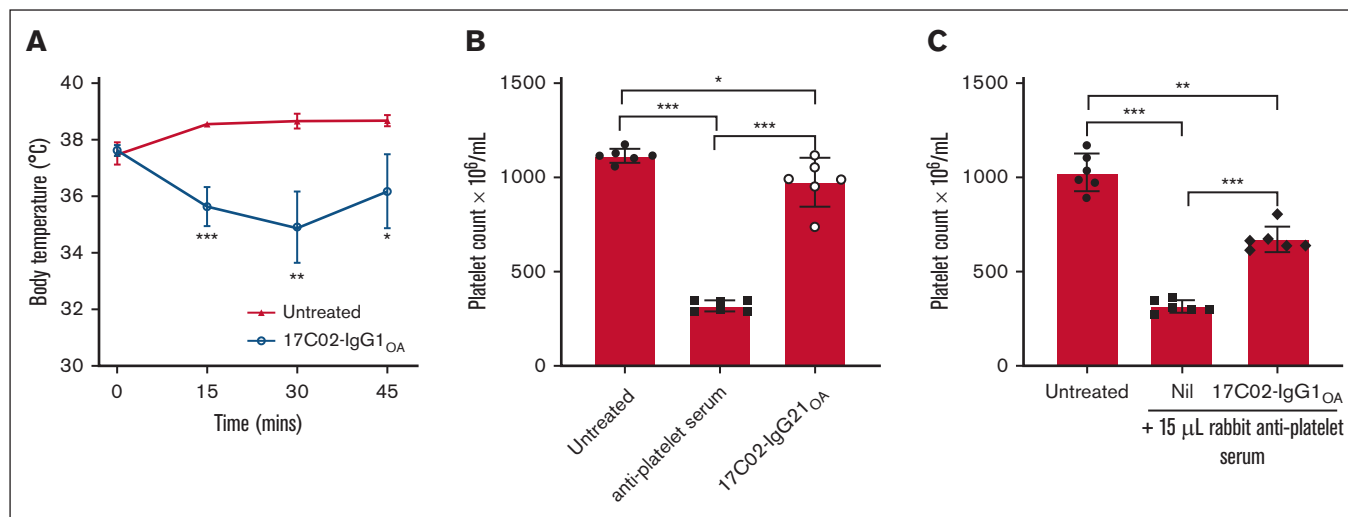 A
Body temperature (°C)
40
38
36
34
32
30
***
**
*
Untreated
17C02-IgG1OA
0
15
30
45
Time (mins)
B
Platelet count × 10⁶/mL
1500
1000
500
0
*
***
***
Untreated
anti-platelet serum
17C02-IgG21OA
C
Platelet count × 10⁶/mL
1500
1000
500
0
**
***
***
Untreated
Nil
17C02-IgG1OA
+ 15 μL rabbit anti-platelet
serum